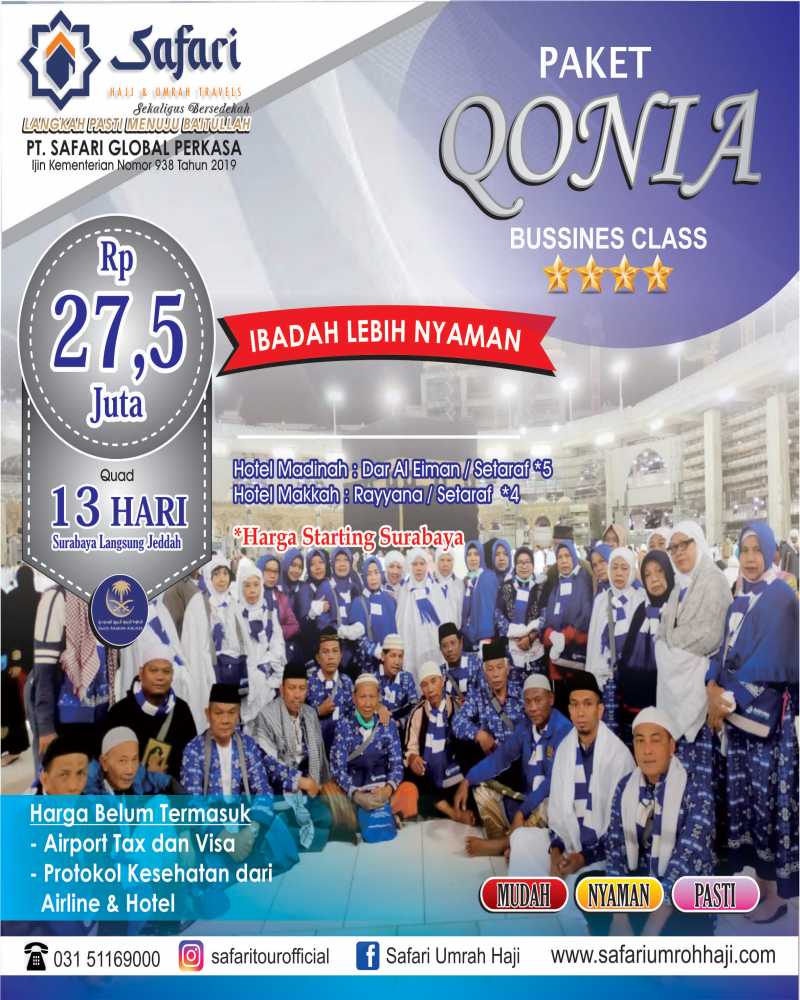 Safari
HAJJ & UMRAH TRAVELS
Sekaligus Bersedekah
LANGKAH PASTI MENUJU BAITULLAH
PT. SAFARI GLOBAL PERKASA
Ijin Kementerian Nomor 938 Tahun 2019
PAKET
QONIA
BUSSINES CLASS
Rp
27,5
Juta
IBADAH LEBIH NYAMAN
Quad
13 HARI
Surabaya Langsung Jeddah
Hotel Madinah : Dar Al Eiman / Setaraf *5
Hotel Makkah : Rayyana / Setaraf *4
*Harga Starting Surabaya
Harga Belum Termasuk
- Airport Tax dan Visa
- Protokol Kesehatan dari
Airline & Hotel
MUDAH
NYAMAN
PASTI
031 51169000
safaritourofficial
Safari Umrah Haji
www.safariumrohhaji.com